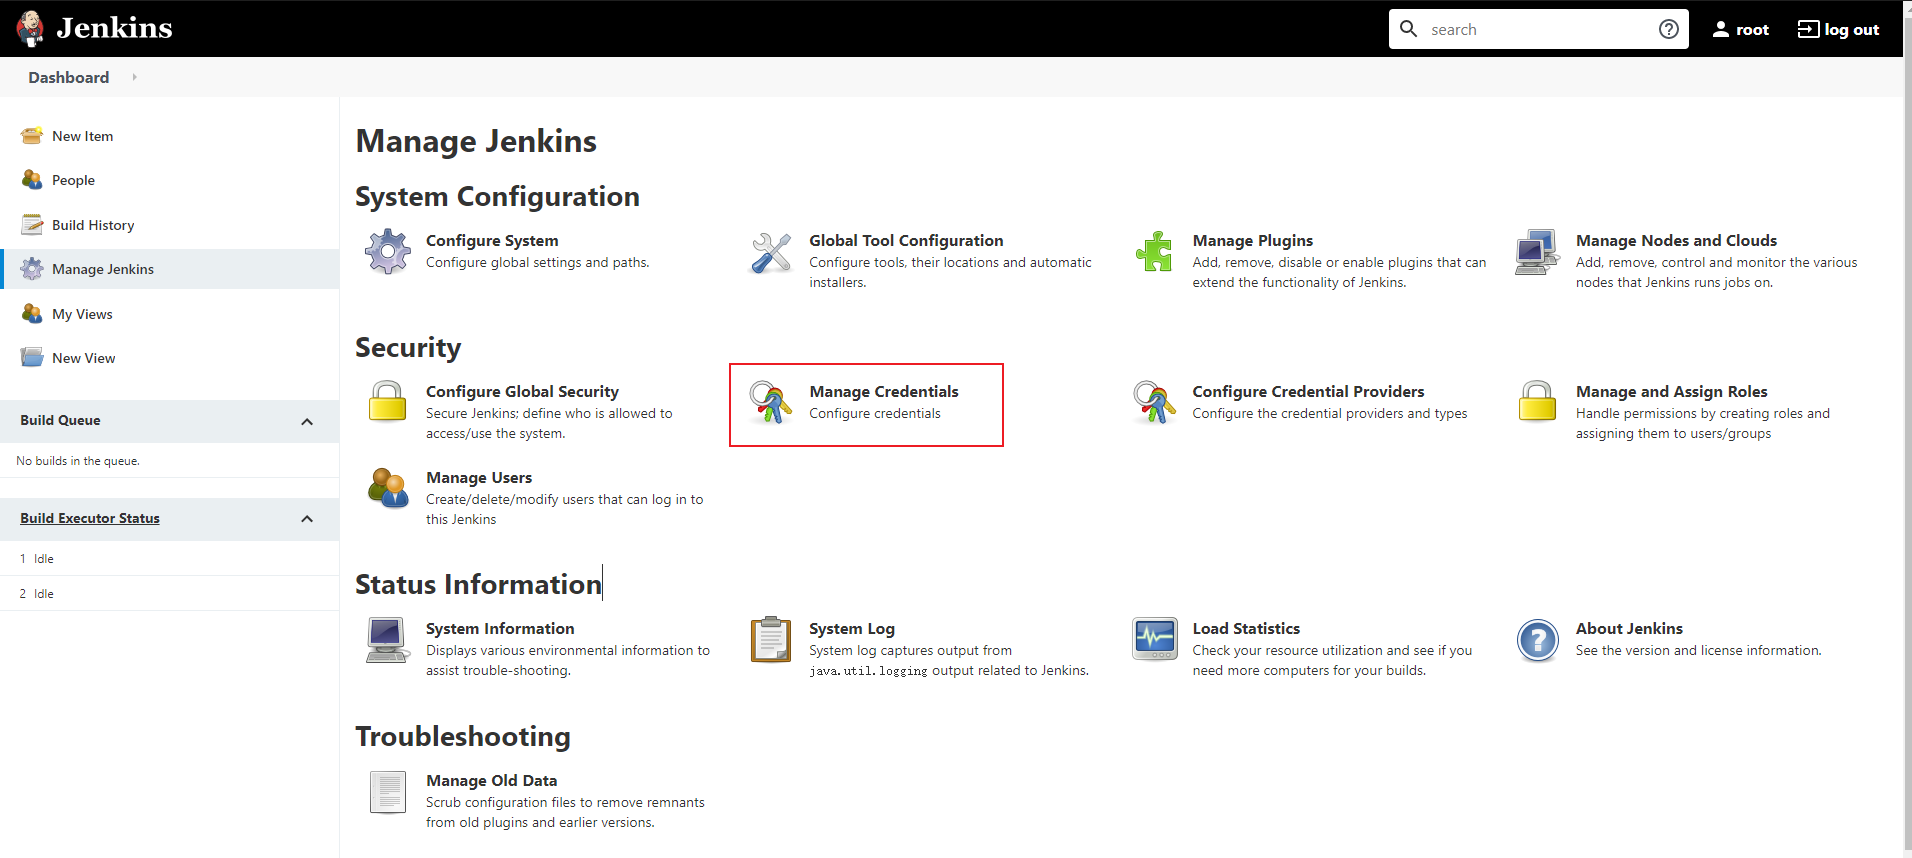 Jenkins
search
root
log out
Dashboard
New Item
People
Build History
Manage Jenkins
My Views
New View
Build Queue
No builds in the queue.
Build Executor Status
1 Idle
2 Idle
Manage Jenkins
System Configuration
Configure System
Configure global settings and paths.
Global Tool Configuration
Configure tools, their locations and automatic
installers.
Manage Plugins
Add, remove, disable or enable plugins that can
extend the functionality of Jenkins.
Manage Nodes and Clouds
Add, remove, control and monitor the various
nodes that Jenkins runs jobs on.
Security
Configure Global Security
Secure Jenkins; define who is allowed to
access/use the system.
Manage Credentials
Configure credentials
Configure Credential Providers
Configure the credential providers and types
Manage and Assign Roles
Handle permissions by creating roles and
assigning them to users/groups
Manage Users
Create/delete/modify users that can log in to
this Jenkins
Status Information
System Information
Displays various environmental information to
assist trouble-shooting.
System Log
System log captures output from
java.util.logging output related to Jenkins.
Load Statistics
Check your resource utilization and see if you
need more computers for your builds.
About Jenkins
See the version and license information.
Troubleshooting
Manage Old Data
Scrub configuration files to remove remnants
from old plugins and earlier versions.